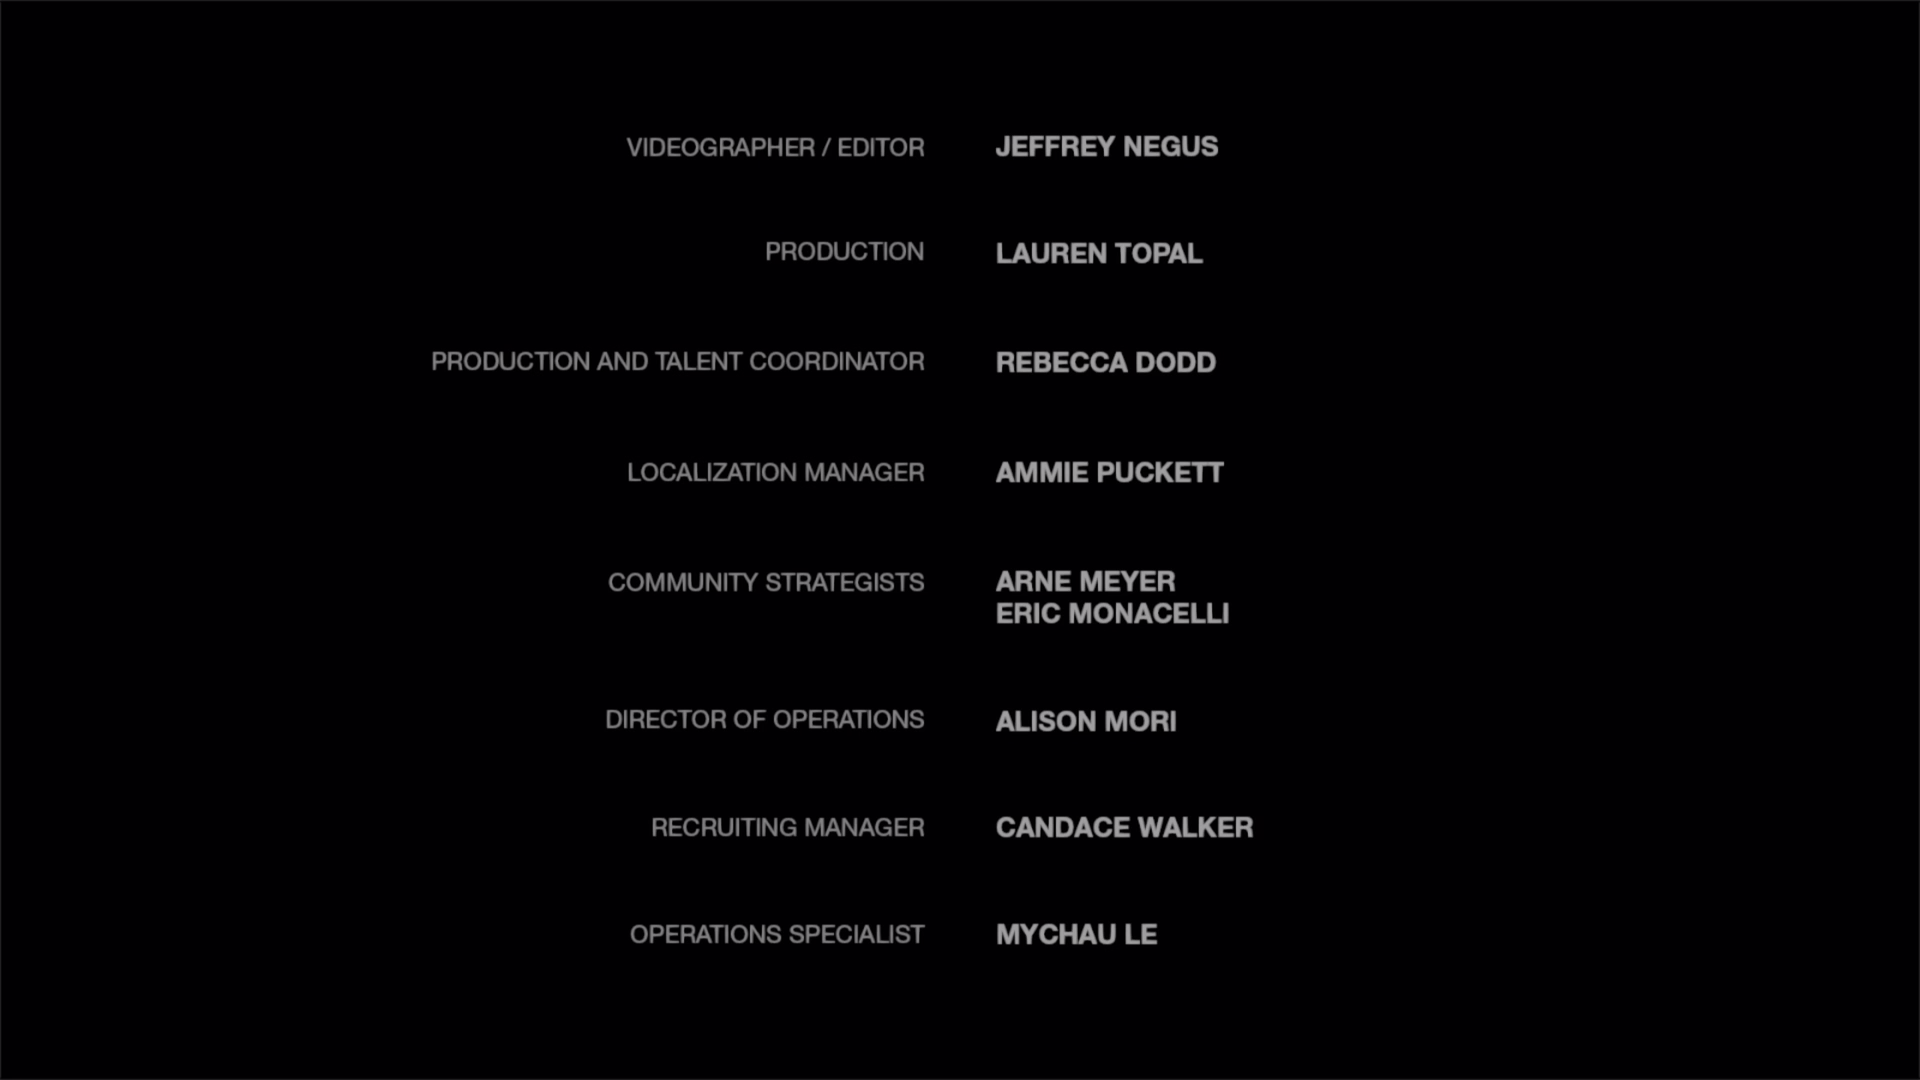 VIDEOGRAPHER / EDITOR JEFFREY NEGUS
PRODUCTION LAUREN TOPAL
PRODUCTION AND TALENT COORDINATOR REBECCA DODD
LOCALIZATION MANAGER AMMIE PUCKETT
COMMUNITY STRATEGISTS ARNE MEYER
ERIC MONACELLI
DIRECTOR OF OPERATIONS ALISON MORI
RECRUITING MANAGER CANDACE WALKER
OPERATIONS SPECIALIST MYCHAU LE